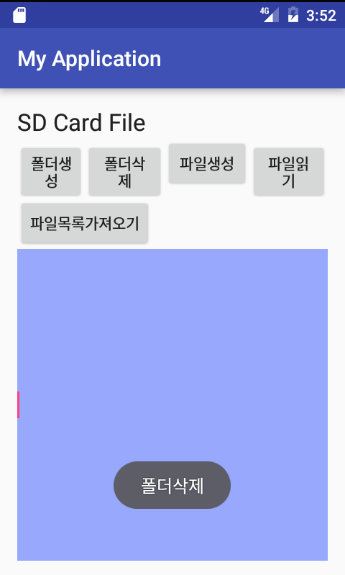 4G 3:52
My Application
SD Card File
폴더생
성
폴더삭
제
파일생성
파일읽
기
파일목록가져오기
폴더삭제